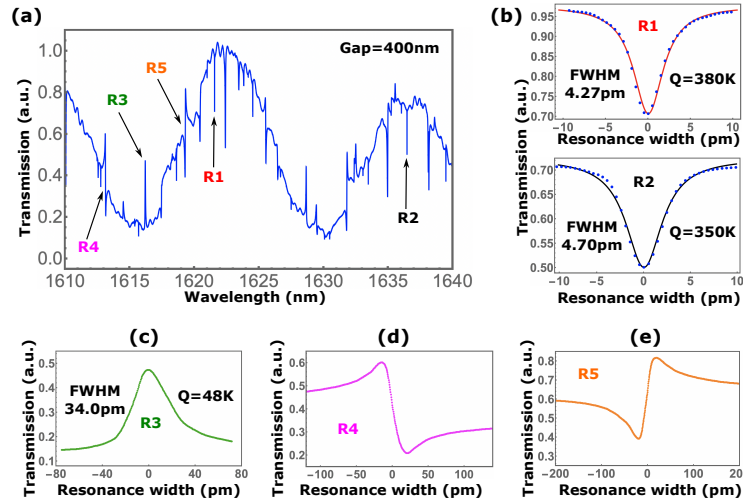 (a)
Gap=400nm
R5
R3
R1
R2
R4
Transmission (a.u.)
1.0
0.8
0.6
0.4
0.2
0.0
1610 1615 1620 1625 1630 1635 1640
Wavelength (nm)
(b)
R1
FWHM
4.27pm
Q=380K
Transmission (a.u.)
0.95
0.90
0.85
0.80
0.75
0.70
−10 −5 0 5 10
Resonance width (pm)
R2
FWHM
4.70pm
Q=350K
Transmission (a.u.)
0.70
0.65
0.60
0.55
0.50
−10 −5 0 5 10
Resonance width (pm)
(c)
FWHM
34.0pm
Q=48K
R3
Transmission (a.u.)
0.5
0.4
0.3
0.2
0.1
−80 −40 0 40 80
Resonance width (pm)
(d)
R4
Transmission (a.u.)
0.6
0.5
0.4
0.3
0.2
−100 −50 0 50 100
Resonance width (pm)
(e)
R5
Transmission (a.u.)
0.8
0.7
0.6
0.5
0.4
0.3
−200 −100 0 100 200
Resonance width (pm)